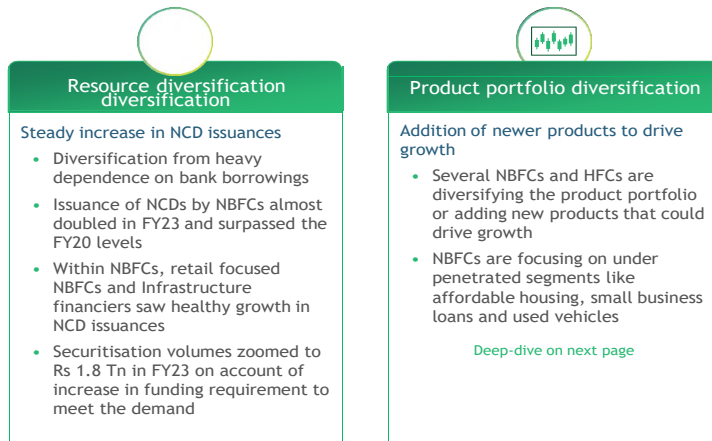 Resource diversification
diversification
Steady increase in NCD issuances
• Diversification from heavy
dependence on bank borrowings
• Issuance of NCDs by NBFCs almost
doubled in FY23 and surpassed the
FY20 levels
• Within NBFCs, retail focused
NBFCs and Infrastructure
financiers saw healthy growth in
NCD issuances
• Securitisation volumes zoomed to
Rs 1.8 Tn in FY23 on account of
increase in funding requirement to
meet the demand
Product portfolio diversification
Addition of newer products to drive
growth
• Several NBFCs and HFCs are
diversifying the product portfolio
or adding new products that could
drive growth
• NBFCs are focusing on under
penetrated segments like
affordable housing, small business
loans and used vehicles
Deep-dive on next page